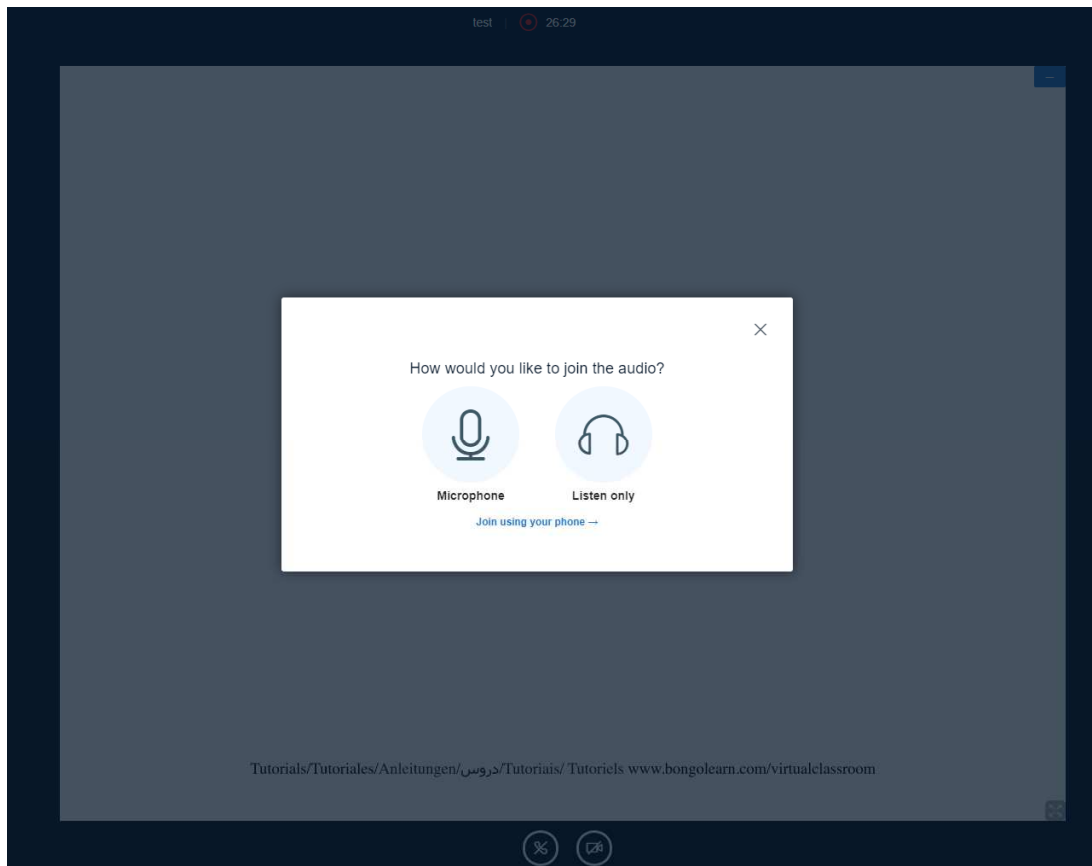 test 26:29
How would you like to join the audio?
Microphone Listen only
Join using your phone →
Tutorials/Tutoriales/Anleitungen/دروس/Tutoriais/ Tutoriels www.bongolearn.com/virtualclassroom